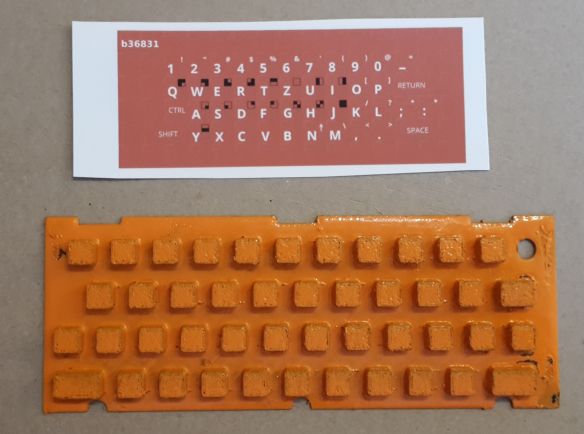 b36831
! " # $ % & ' ( ) @ *
1 2 3 4 5 6 7 8 9 0 _
[ ]
Q W E R T Z U I O P RETURN
/ ? + *
CTRL A S D F G H J K L ; :
↑ \ < >
SHIFT Y X C V B N M , . SPACE